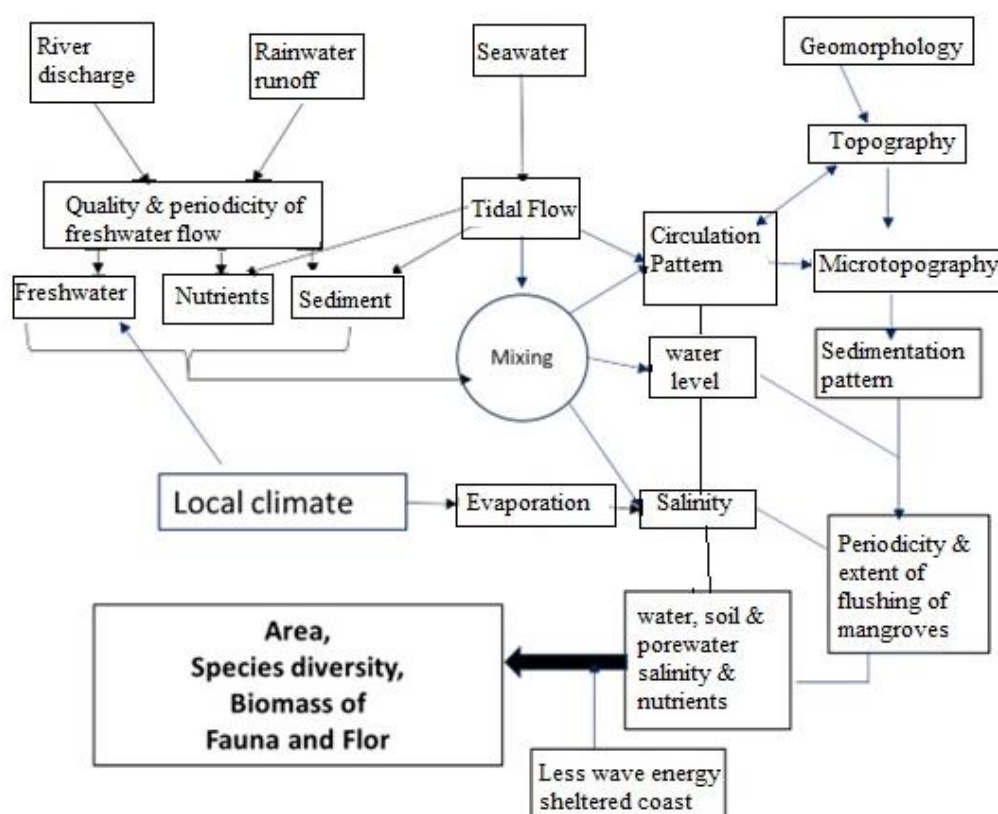 River
discharge
Rainwater
runoff
Seawater
Geomorphology
Topography
Quality & periodicity of
freshwater flow
Tidal Flow
Circulation
Pattern
Microtopography
Freshwater
Nutrients
Sediment
Mixing
water
level
Sedimentation
pattern
Local climate
Evaporation
Salinity
Periodicity &
extent of
flushing of
mangroves
Area,
Species diversity,
Biomass of
Fauna and Flor
water, soil &
porewater
salinity &
nutrients
Less wave energy
sheltered coast